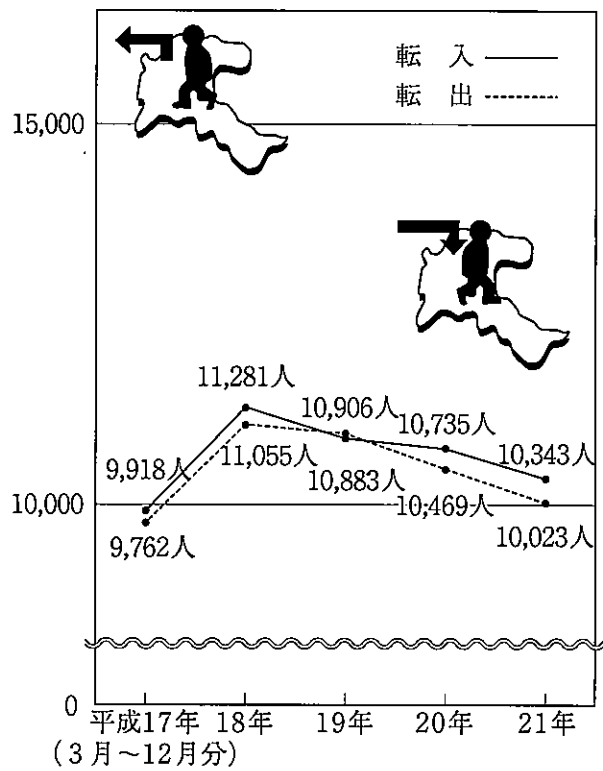 転入
転出
15,000
11,281人
10,906人
10,735人
9,918人
11,055人
10,343人
10,883人
10,000
10,469人
9,762人
10,023人
0
平成17年 18年 19年 20年 21年
(3月～12月分)